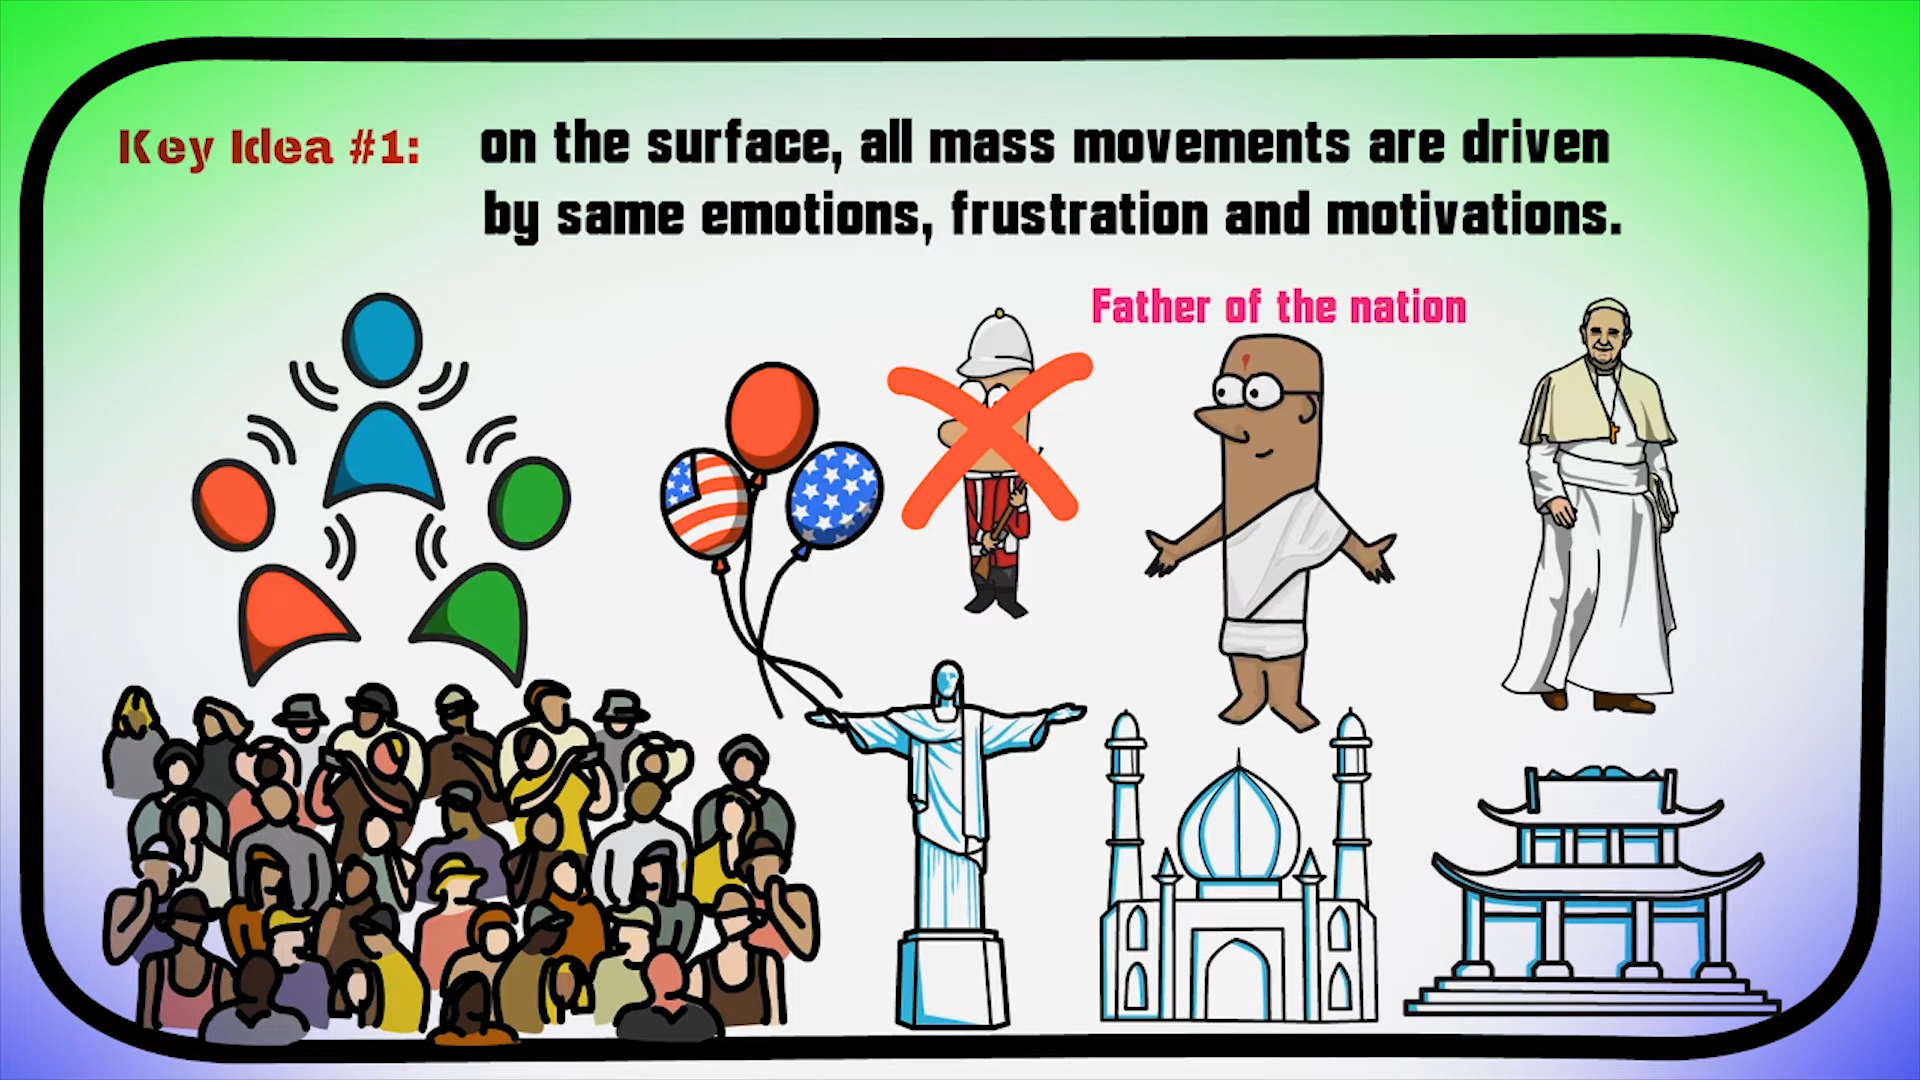 Key Idea #1: on the surface, all mass movements are driven
by same emotions, frustration and motivations.
Father of the nation